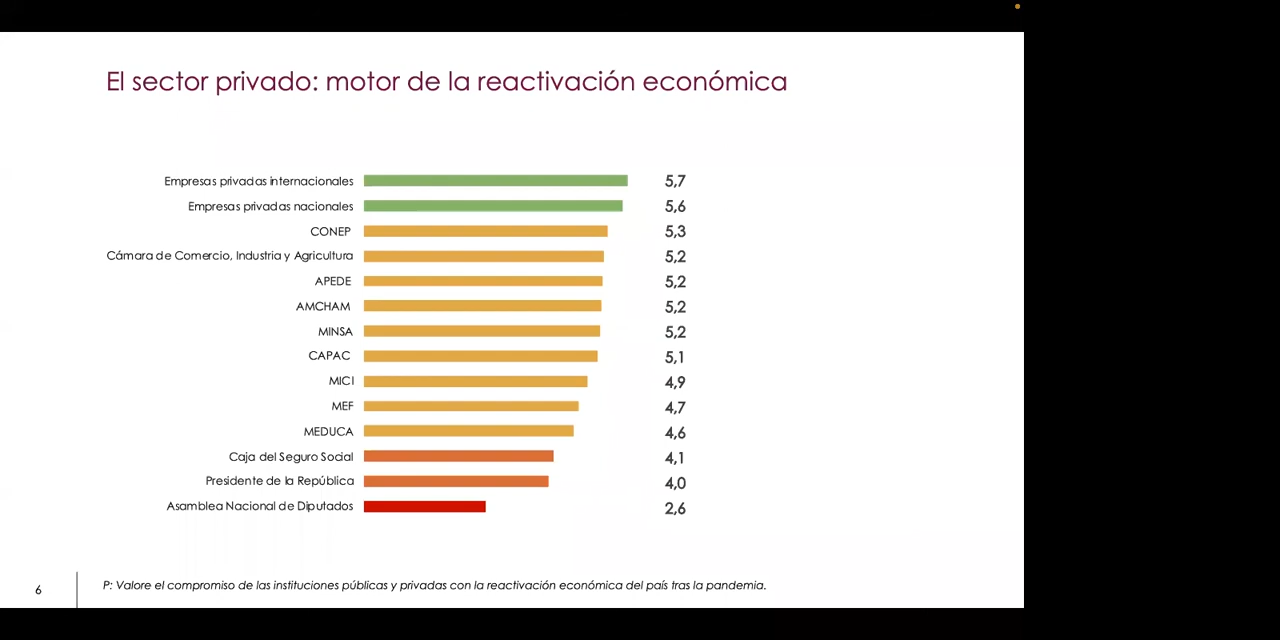 El sector privado: motor de la reactivación económica
Empresas privadas internacionales 5,7
Empresas privadas nacionales 5,6
CONEP 5,3
Cámara de Comercio, Industria y Agricultura 5,2
APEDE 5,2
AMCHAM 5,2
MINSA 5,2
CAPAC 5,1
MICI 4,9
MEF 4,7
MEDUCA 4,6
Caja del Seguro Social 4,1
Presidente de la República 4,0
Asamblea Nacional de Diputados 2,6
6
P: Valore el compromiso de las instituciones públicas y privadas con la reactivación económica del país tras la pandemia.